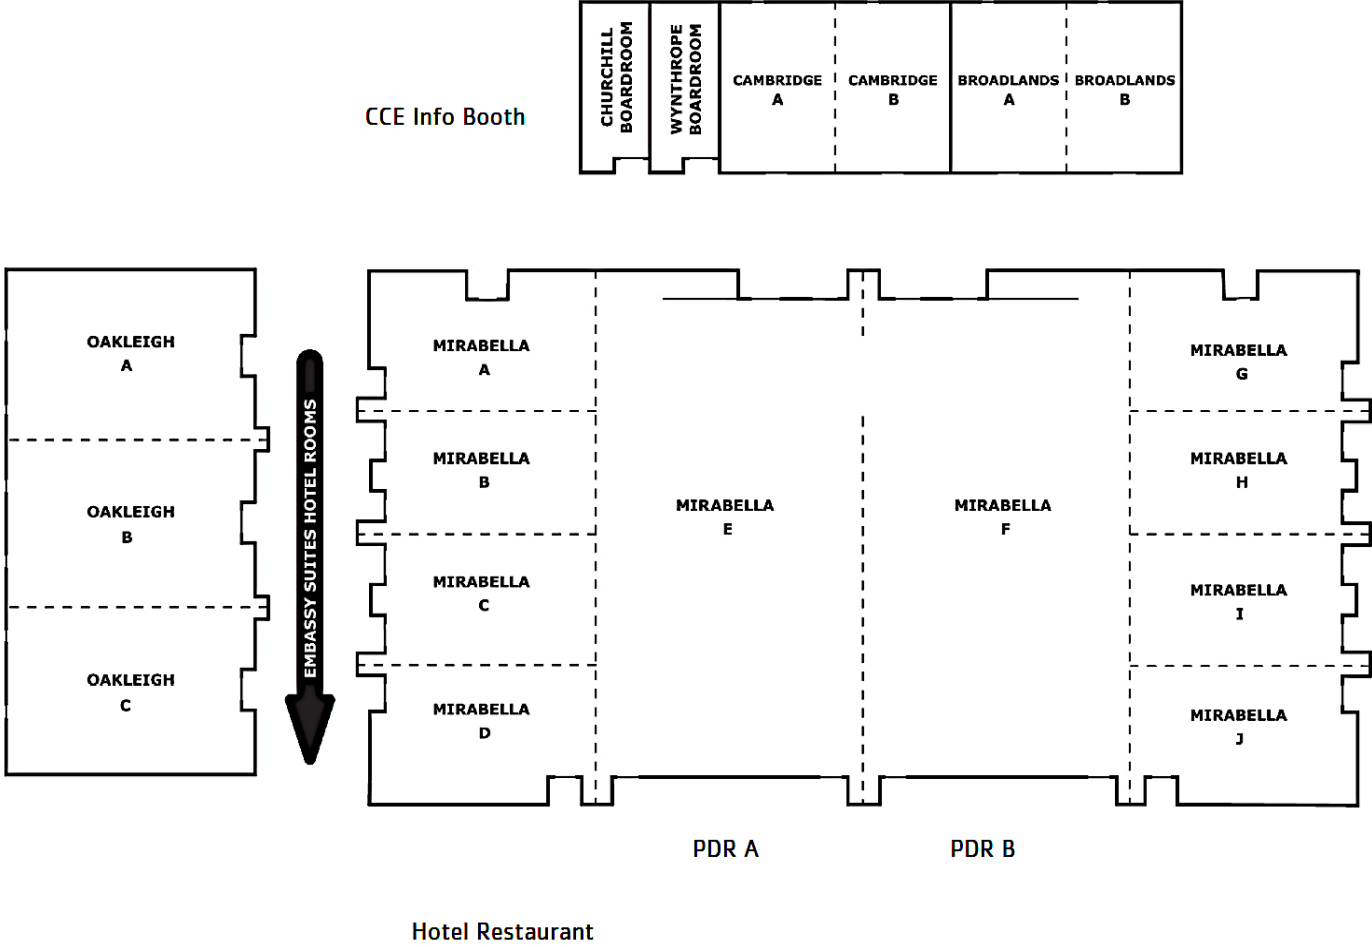 CHURCHILL
BOARDROOM
WYNTHROPE
BOARDROOM
CAMBRIDGE
A
CAMBRIDGE
B
BROADLANDS
A
BROADLANDS
B
CCE Info Booth
OAKLEIGH
A
OAKLEIGH
B
OAKLEIGH
C
EMBASSY SUITES HOTEL ROOMS
MIRABELLA
A
MIRABELLA
B
MIRABELLA
C
MIRABELLA
D
MIRABELLA
E
MIRABELLA
F
MIRABELLA
G
MIRABELLA
H
MIRABELLA
I
MIRABELLA
J
PDR A
PDR B
Hotel Restaurant